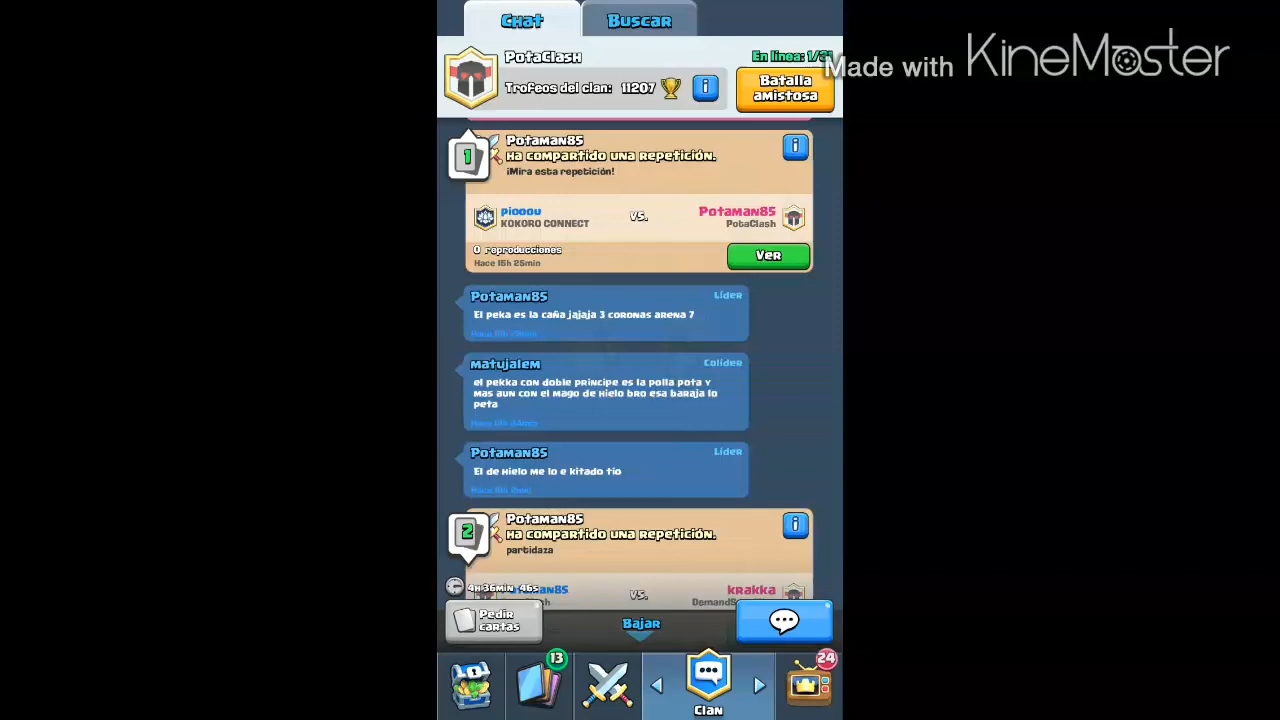 Chat
Buscar
PotaClash
En línea: 1/31
Made with KineMaster
Trofeos del clan: 11207
Batalla
amistosa
1
Potaman85
Ha compartido una repetición.
¡Mira esta repetición!
piooou
vs.
Potaman85
KOKORO CONNECT
PotaClash
0 reproducciones
Hace 15h 25min
Ver
Potaman85
Líder
El peka es la caña jajaja 3 coronas arena 7
matujalem
Colíder
el pekka con doble principe es la polla pota y
mas aun con el mago de hielo bro esa baraja lo
peta
Potaman85
Líder
El de hielo me lo e kitado tio
2
Potaman85
Ha compartido una repetición.
partidaza
4h 36min 46s
vs.
krakka
Pedir
cartas
Bajar
13
24
Clan